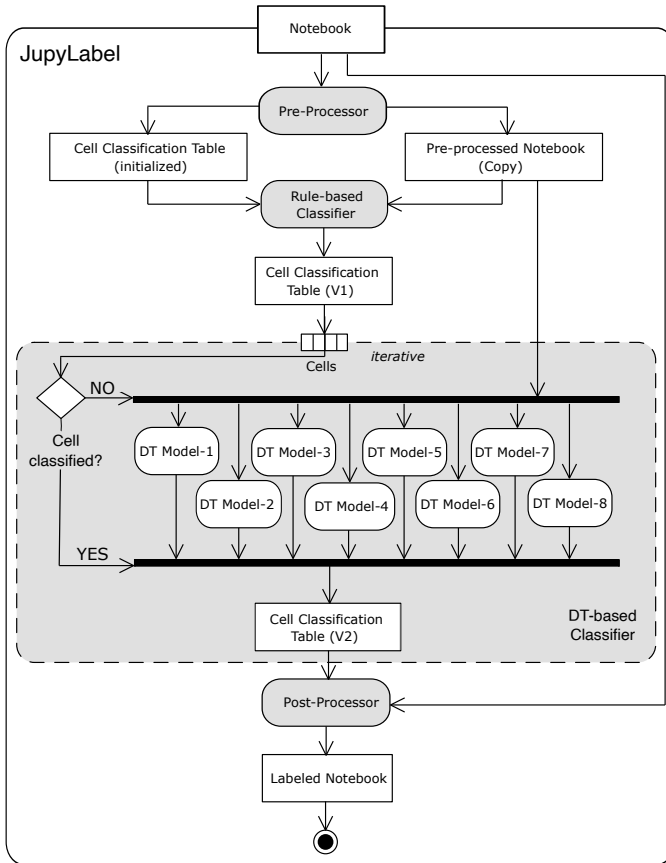 Notebook
JupyLabel
Pre-Processor
Cell Classification Table
(initialized)
Pre-processed Notebook
(Copy)
Rule-based
Classifier
Cell Classification
Table (V1)
iterative
Cells
NO
Cell
classified?
DT Model-1
DT Model-3
DT Model-5
DT Model-7
DT Model-2
DT Model-4
DT Model-6
DT Model-8
YES
Cell Classification
Table (V2)
DT-based
Classifier
Post-Processor
Labeled Notebook